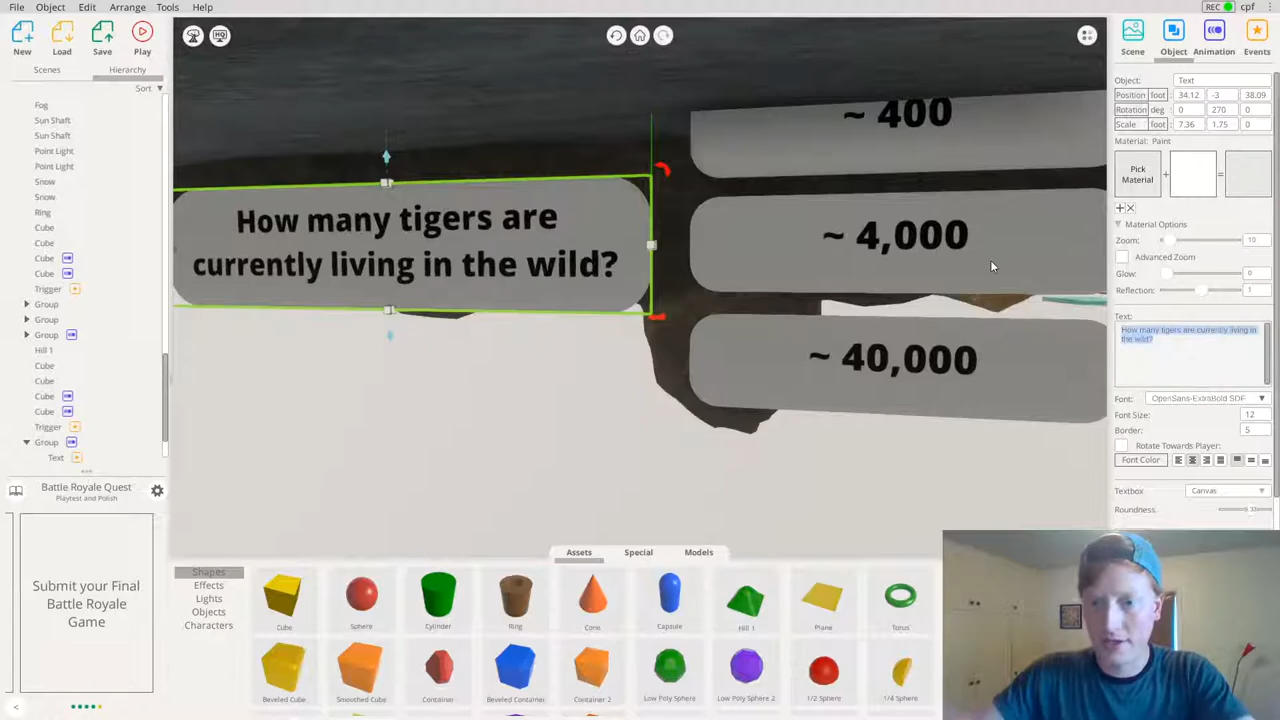 File Object Edit Arrange Tools Help
REC cpf
New Load Save Play
Scene Object Animation Events
Scenes Hierarchy
Sort
Fog
Sun Shaft
Sun Shaft
Point Light
Point Light
Snow
Snow
Ring
Cube
Cube
Cube
Cube
Trigger
Group
Group
Group
Hill 1
Cube
Cube
Cube
Cube
Trigger
Group
Text
HQ
~ 400
How many tigers are
currently living in the wild?
~ 4,000
~ 40,000
Object: Text
Position foot 34.12 -3 38.09
Rotation deg 0 270 0
Scale foot 7.36 1.75 0
Material: Paint
Pick
Material
+ =
Material Options
Zoom: 10
Advanced Zoom
Glow: 0
Reflection: 1
Text:
How many tigers are currently living in
the wild?
Font: OpenSans-ExtraBold SDF
Font Size: 12
Border: 5
Rotate Towards Player:
Font Color
Textbox Canvas
Roundness:
Battle Royale Quest
Playtest and Polish
Submit your Final
Battle Royale
Game
<
Assets Special Models
Shapes
Effects
Lights
Objects
Characters
Cube Sphere Cylinder Ring Cone Capsule Hill 1 Plane Torus
Beveled Cube Smoothed Cube Container Beveled Container Container 2 Low Poly Sphere Low Poly Sphere 2 1/2 Sphere 1/4 Sphere